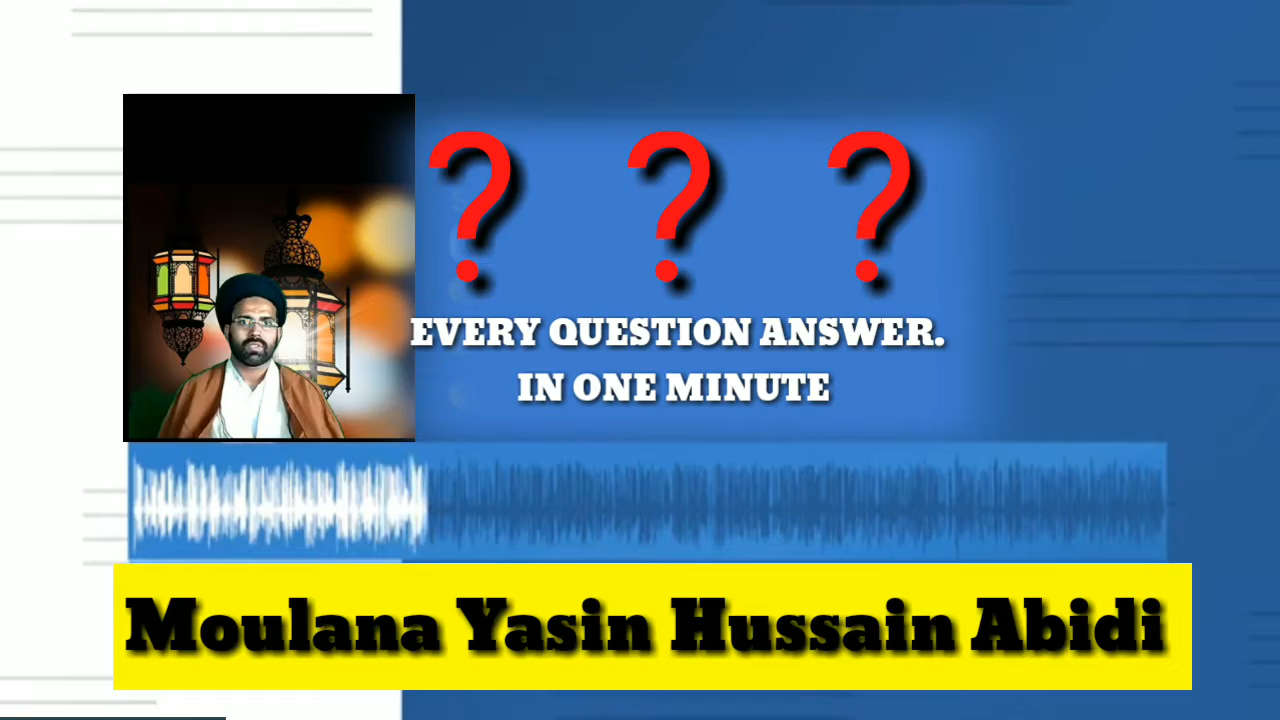 ❓ ❓ ❓
EVERY QUESTION ANSWER.
IN ONE MINUTE
Moulana Yasin Hussain Abidi